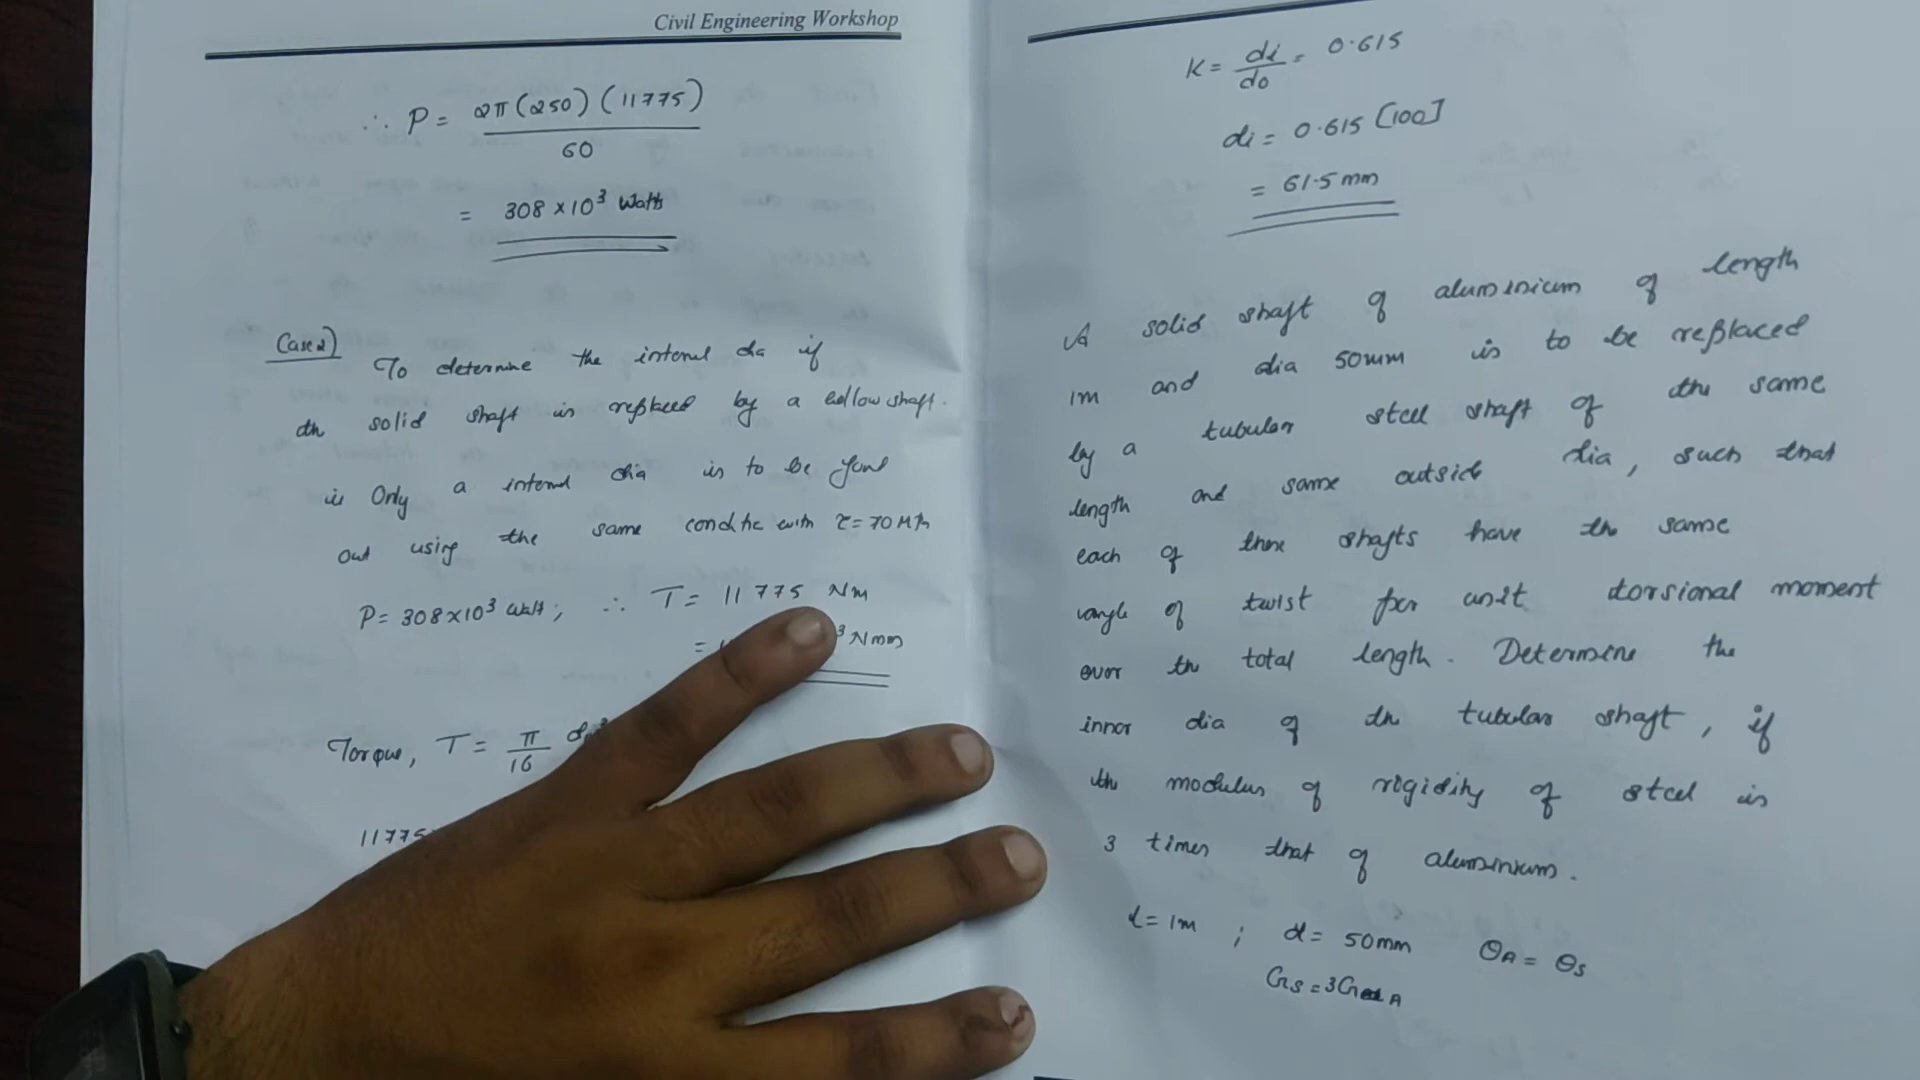 Civil Engineering Workshop
∴ P = 2π(250)(11775)
60
= 308 × 10³ Watts
Case 2) To determine the internal dia if
the solid shaft is replaced by a hollow shaft.
is Only a internal dia is to be found
out using the same condition with τ = 70 MPa
P = 308×10³ watt; ∴ T = 11775 Nm
³ Nmm
Torque, T = π
16
11775
K = di = 0.615
do
di = 0.615 [100]
= 61.5 mm
A solid shaft of aluminium of length
1m and dia 50mm is to be replaced
by a tubular steel shaft of the same
length and same outside dia, such that
each of these shafts have the same
angle of twist per unit torsional moment
over the total length. Determine the
inner dia of the tubular shaft, if
the modulus of rigidity of steel is
3 times that of aluminium.
l = 1m ; d = 50mm θA = θS
GS = 3G A